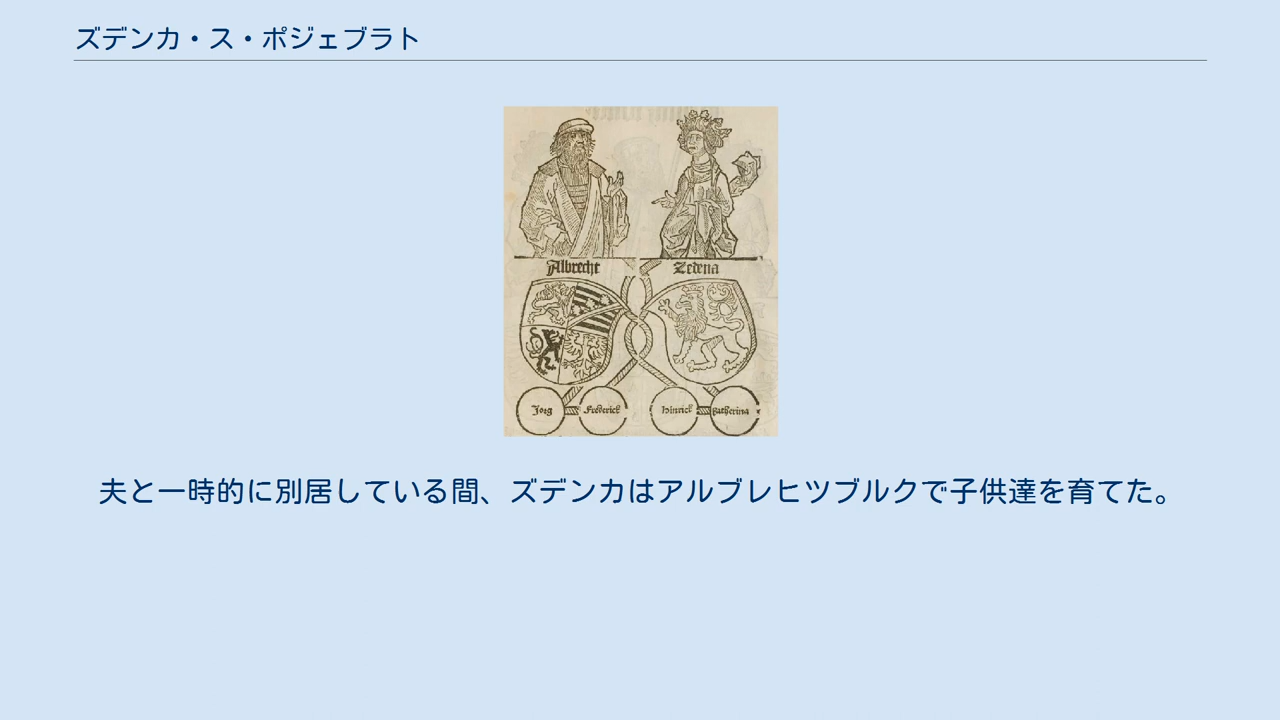 ズデンカ・ス・ポジェブラト
Albrecht Zedena
Jorg Frederick Hinrick Katherina
夫と一時的に別居している間、ズデンカはアルブレヒツブルクで子供達を育てた。